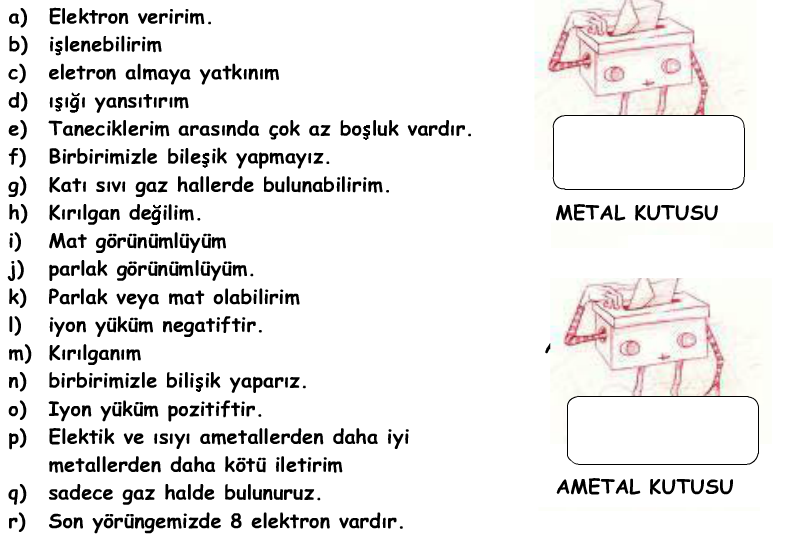 a) Elektron veririm.
b) işlenebilirim
c) eletron almaya yatkınım
d) ışığı yansıtırım
e) Taneciklerim arasında çok az boşluk vardır.
f) Birbirimizle bileşik yapmayız.
g) Katı sıvı gaz hallerde bulunabilirim.
h) Kırılgan değilim.
i) Mat görünümlüyüm
j) parlak görünümlüyüm.
k) Parlak veya mat olabilirim
l) iyon yüküm negatiftir.
m) Kırılganım
n) birbirimizle bilişik yaparız.
o) Iyon yüküm pozitiftir.
p) Elektik ve ısıyı ametallerden daha iyi
metallerden daha kötü iletirim
q) sadece gaz halde bulunuruz.
r) Son yörüngemizde 8 elektron vardır.
METAL KUTUSU
AMETAL KUTUSU